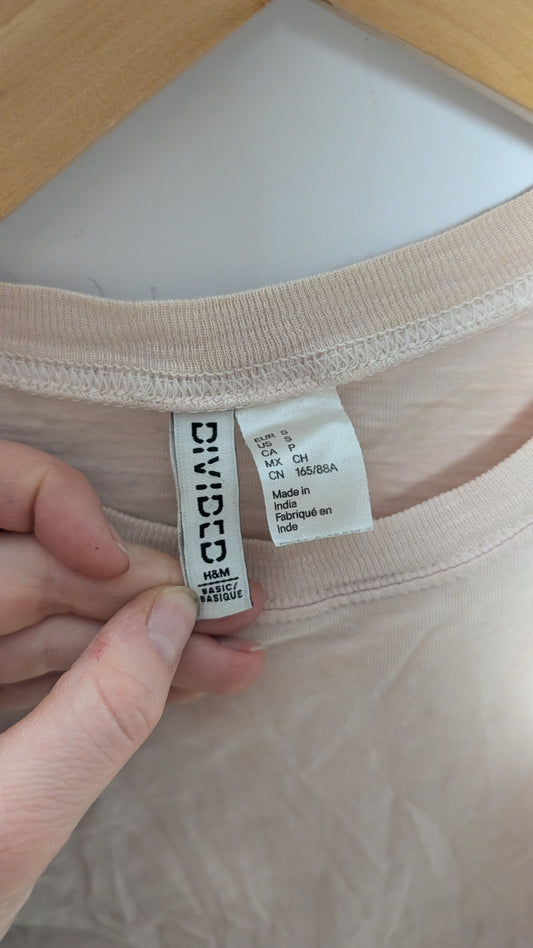 DIVIDED
H&M
BASIC/
BASIQUE
EUR S
US S
CA P
MX CH
CN 165/88A
Made in
India
Fabriqué en
Inde